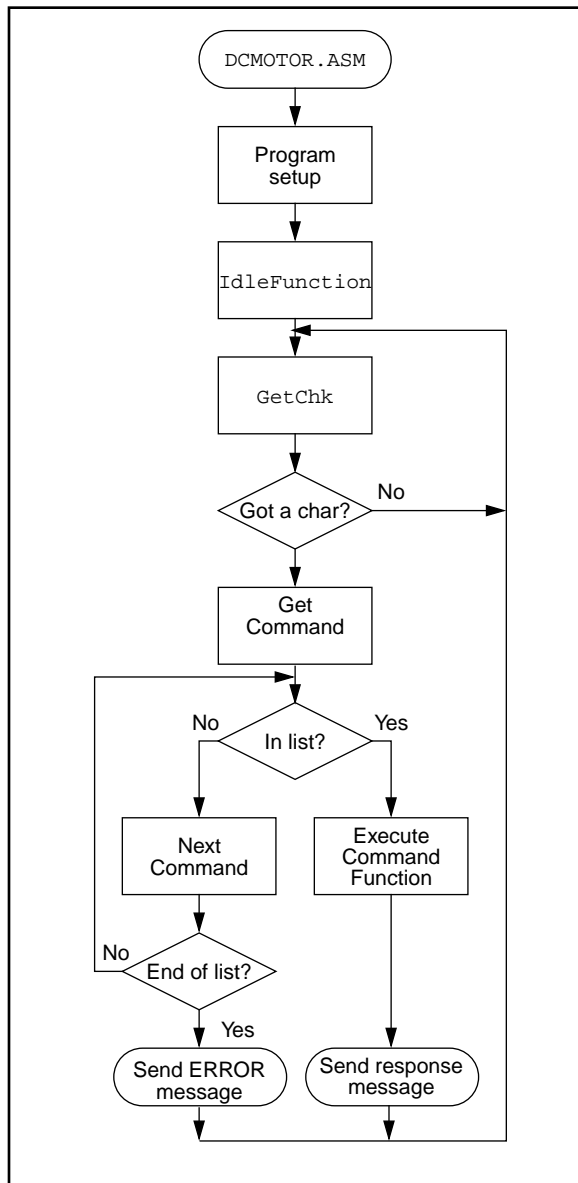 DCMOTOR.ASM
Program
setup
IdleFunction
GetChk
Got a char?
No
Get
Command
No
Yes
In list?
Next
Command
Execute
Command
Function
No
End of list?
Yes
Send ERROR
message
Send response
message